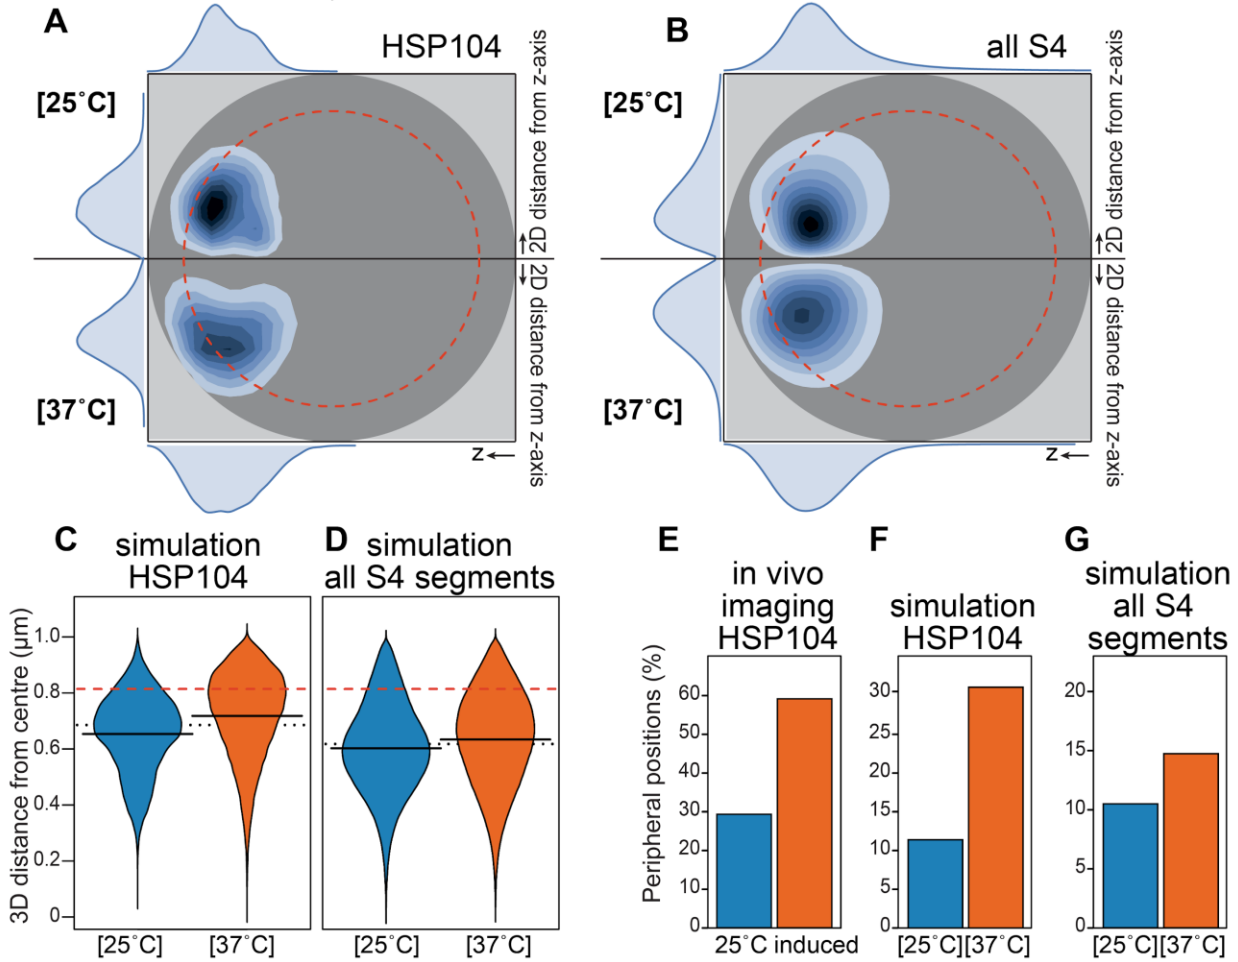 A
HSP104
[25˚C]
[37˚C]
2D distance from z-axis
2D distance from z-axis
z
B
all S4
[25˚C]
[37˚C]
2D distance from z-axis
2D distance from z-axis
z
C
simulation
HSP104
3D distance from centre (µm)
1.0
0.8
0.6
0.4
0.2
0
[25˚C]
[37˚C]
D
simulation
all S4 segments
[25˚C]
[37˚C]
E
in vivo
imaging
HSP104
Peripheral positions (%)
60
50
40
30
20
10
0
25˚C induced
F
simulation
HSP104
30
25
20
15
10
5
0
[25˚C][37˚C]
G
simulation
all S4
segments
20
15
10
5
0
[25˚C][37˚C]